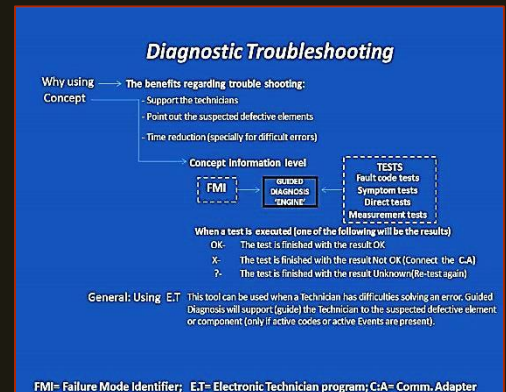 Diagnostic Troubleshooting
Why using
Concept
The benefits regarding trouble shooting:
- Support the technicians
- Point out the suspected defective elements
- Time reduction (specially for difficult errors)
Concept information level
FMI
GUIDED
DIAGNOSIS
'ENGINE'
TESTS
Fault code tests
Symptom tests
Direct tests
Measurement tests
When a test is executed (one of the following will be the results)
OK- The test is finished with the result OK
X- The test is finished with the result Not OK (Connect the C.A)
?- The test is finished with the result Unknown(Re-test again)
General: Using E.T This tool can be used when a Technician has difficulties solving an error. Guided
Diagnosis will support (guide) the Technician to the suspected defective element
or component (only if active codes or active Events are present).
FMI= Failure Mode Identifier; E.T= Electronic Technician program; C:A= Comm. Adapter